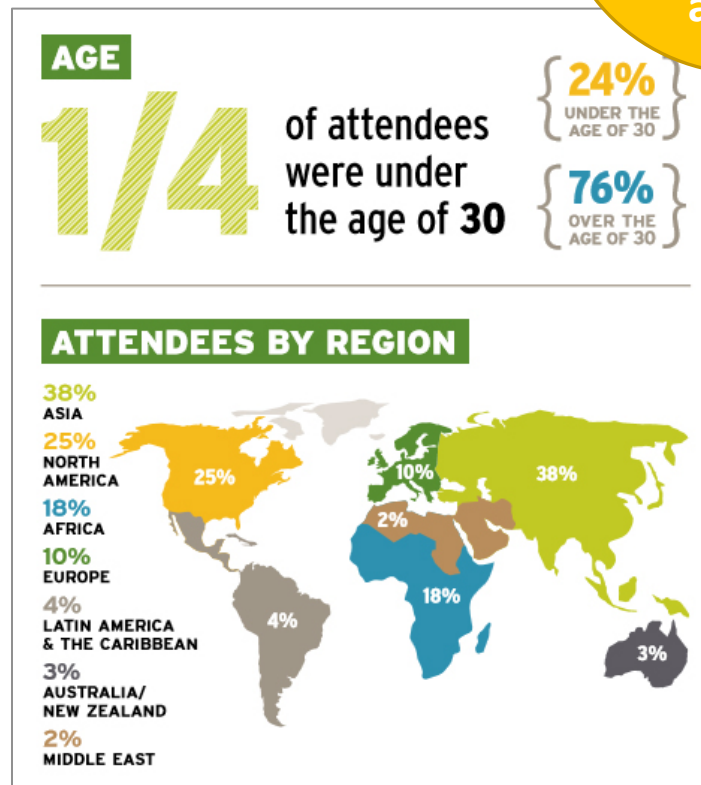 AGE
1/4
of attendees
were under
the age of 30
24%
UNDER THE
AGE OF 30
76%
OVER THE
AGE OF 30
ATTENDEES BY REGION
38%
ASIA
25%
NORTH
AMERICA
18%
AFRICA
10%
EUROPE
4%
LATIN AMERICA
& THE CARIBBEAN
3%
AUSTRALIA/
NEW ZEALAND
2%
MIDDLE EAST
25%
10%
38%
2%
18%
4%
3%